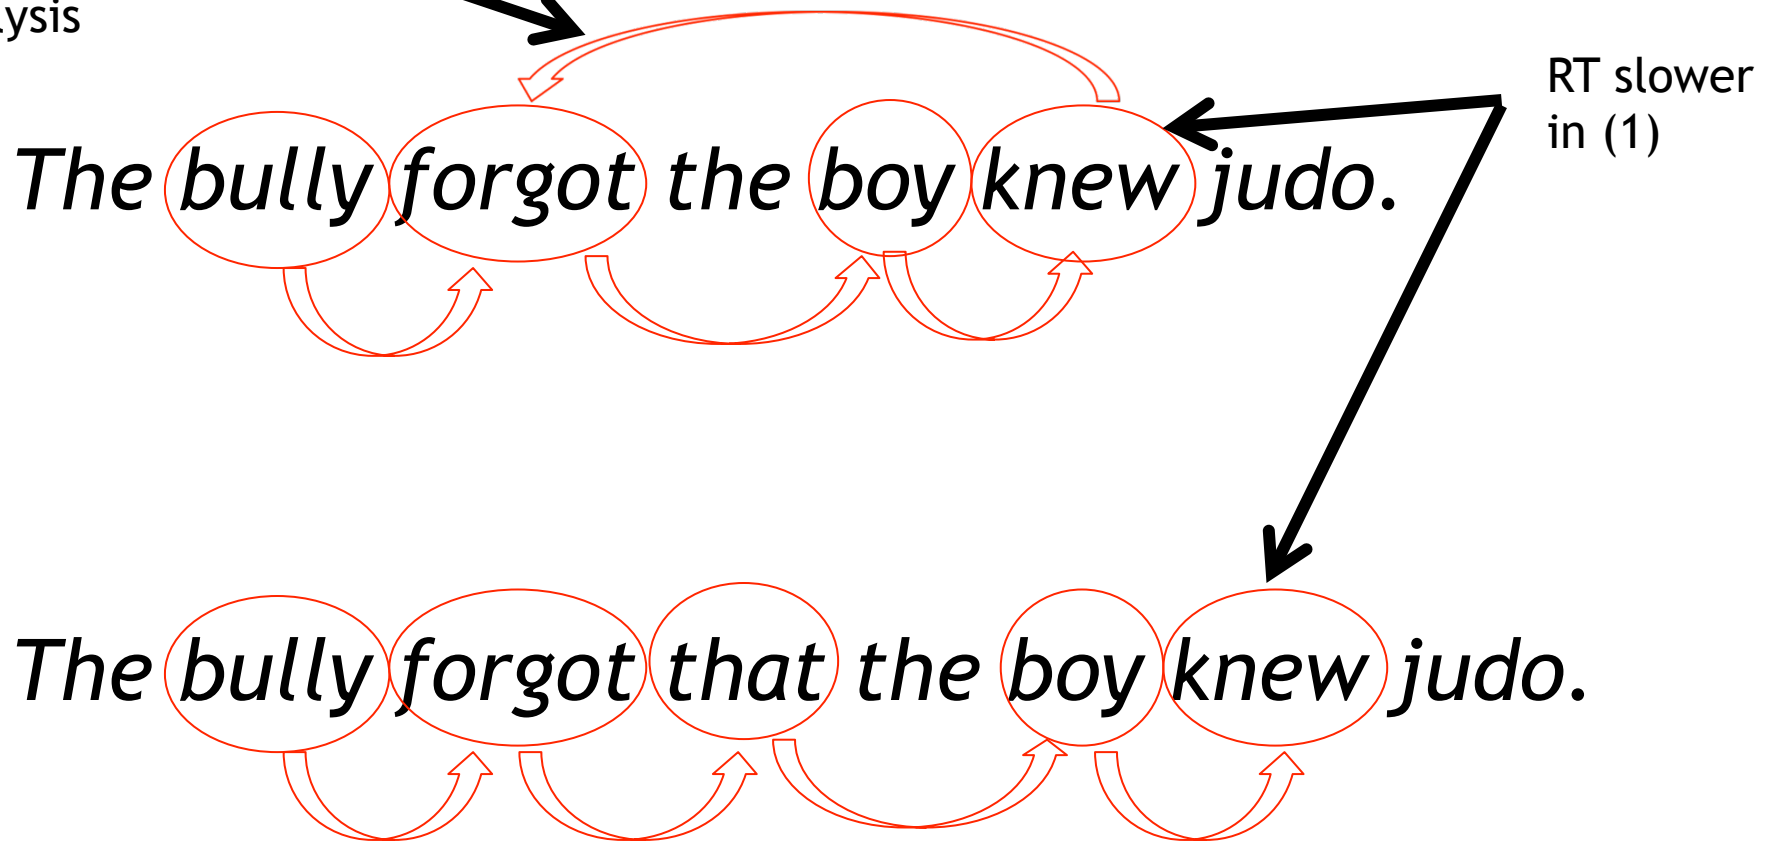 lysis
RT slower
in (1)
The bully forgot the boy knew judo.
The bully forgot that the boy knew judo.